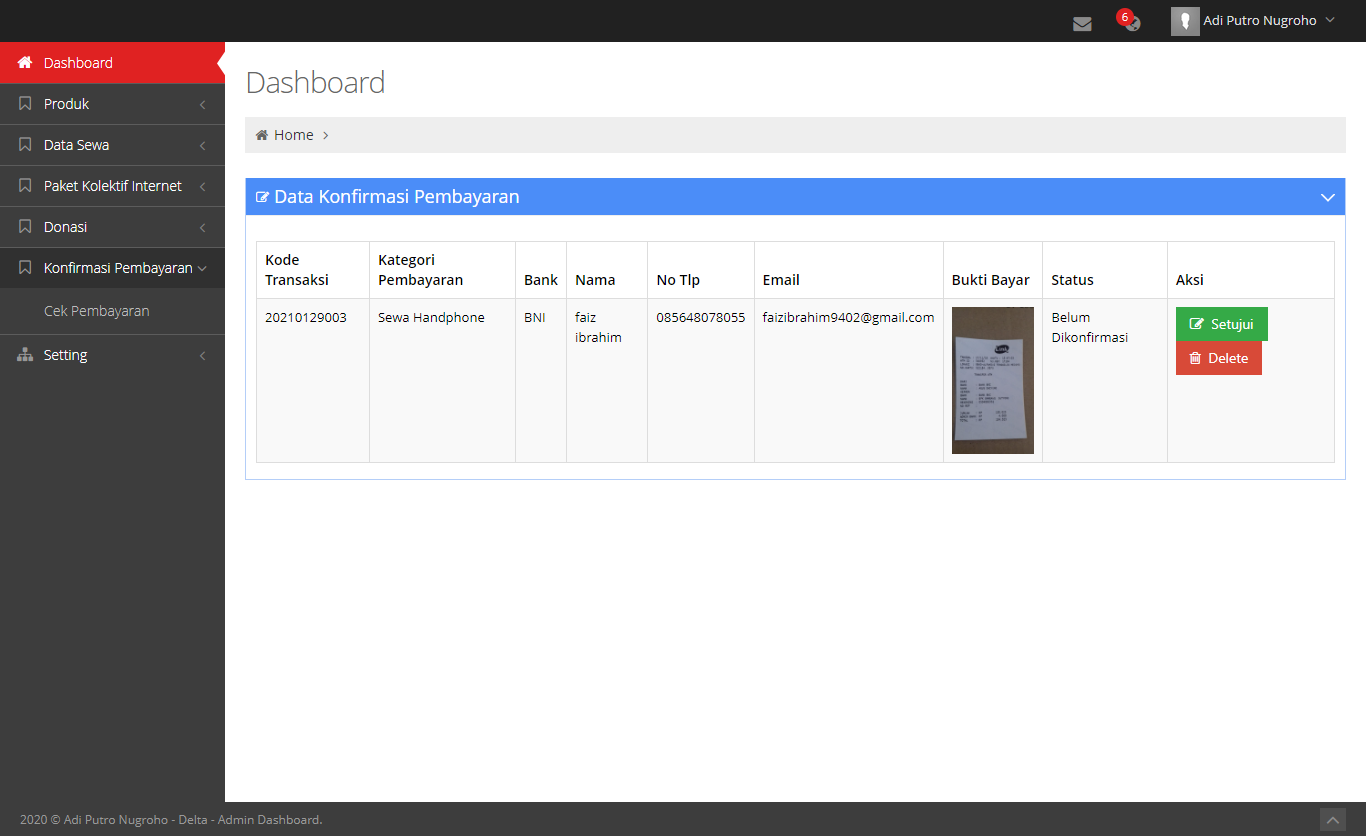 6
Adi Putro Nugroho
Dashboard
Produk
Data Sewa
Paket Kolektif Internet
Donasi
Konfirmasi Pembayaran
Cek Pembayaran
Setting
Dashboard
Home
Data Konfirmasi Pembayaran
Kode
Transaksi
Kategori
Pembayaran
Bank
Nama
No Tlp
Email
Bukti Bayar
Status
Aksi
20210129003
Sewa Handphone
BNI
faiz
ibrahim
085648078055
faizibrahim9402@gmail.com
Belum
Dikonfirmasi
Setujui
Delete
2020 © Adi Putro Nugroho - Delta - Admin Dashboard.